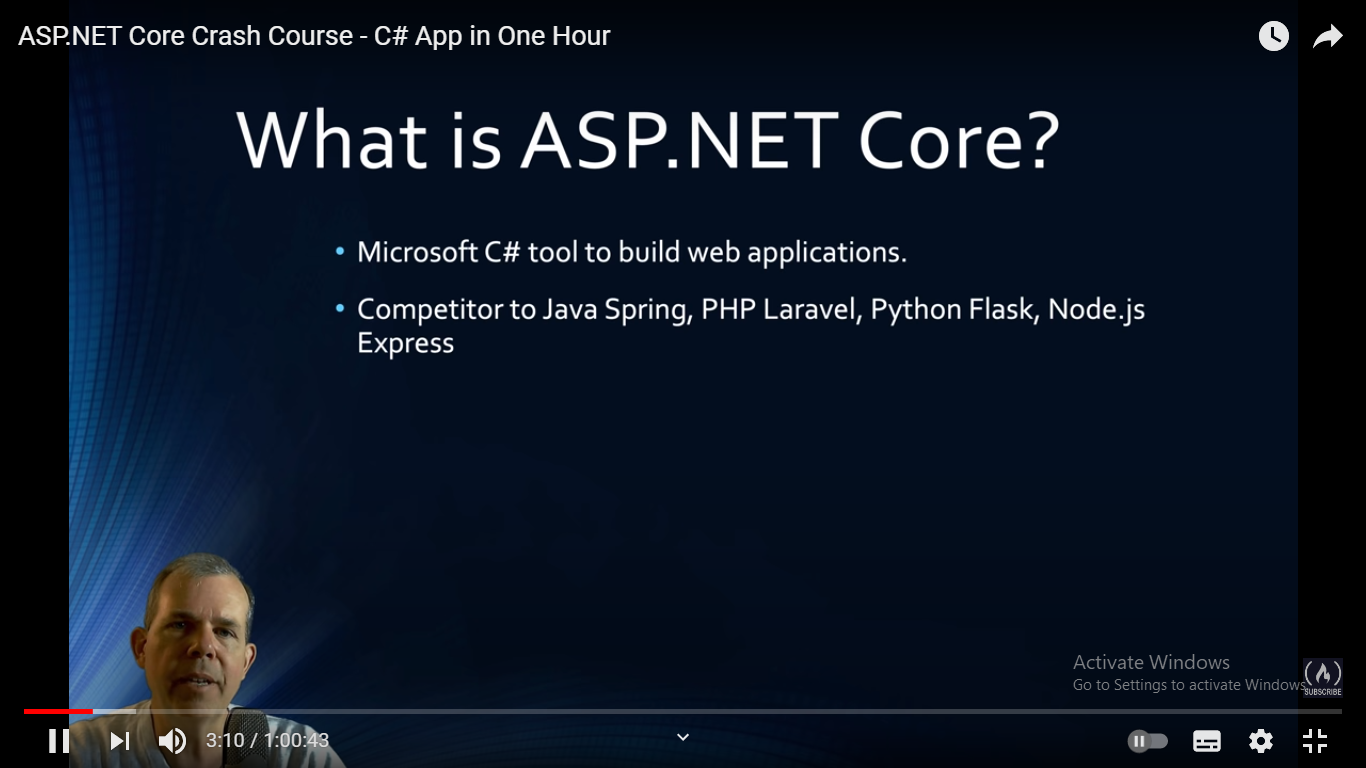 ASP.NET Core Crash Course - C# App in One Hour
What is ASP.NET Core?
• Microsoft C# tool to build web applications.
• Competitor to Java Spring, PHP Laravel, Python Flask, Node.js
Express
Activate Windows
Go to Settings to activate Windows
SUBSCRIBE
3:10 / 1:00:43